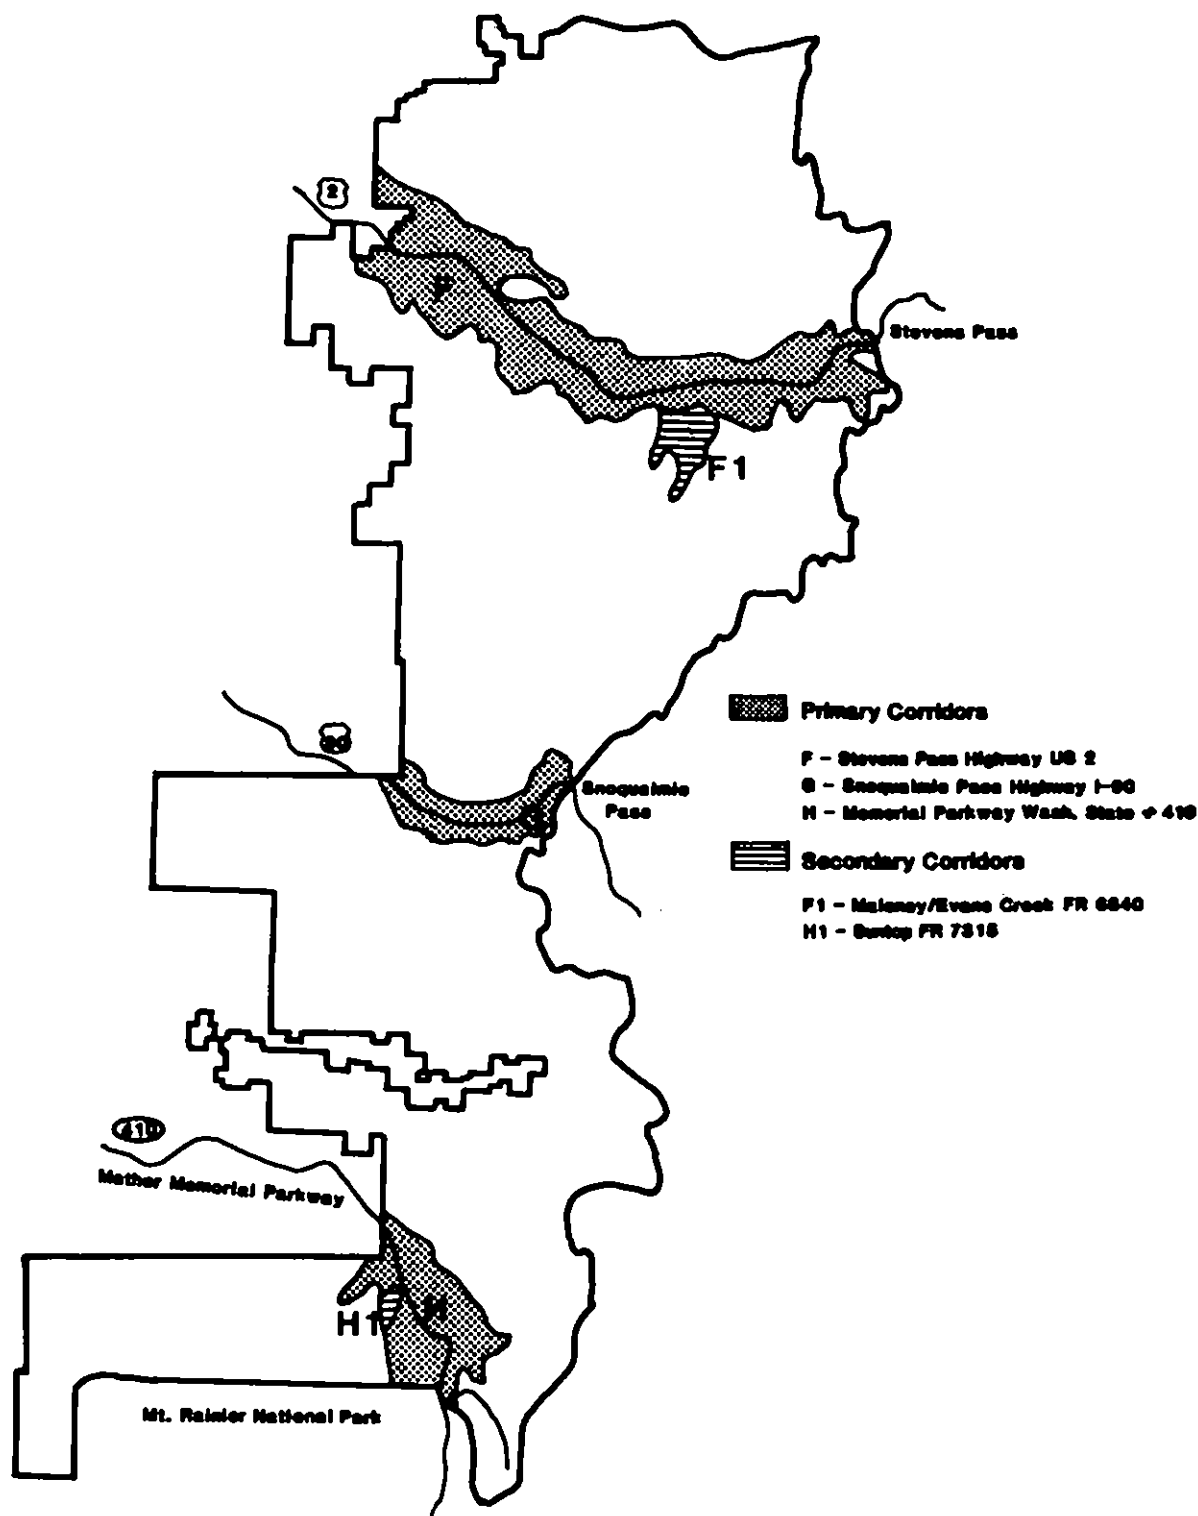 2
F
Stevens Pass
F1
Primary Corridors
90
F - Stevens Pass Highway US 2
Snoqualmie
G - Snoqualmie Pass Highway I-90
Pass
G
H - Memorial Parkway Wash. State # 410
Secondary Corridors
F1 - Maloney/Evans Creek FR
H1 - Suntop FR
410
Mather Memorial Parkway
H
H1
Mt. Rainier National Park